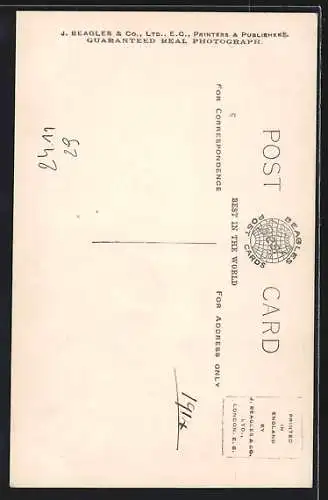 J. BEAGLES & CO., LTD., E.C., PRINTERS & PUBLISHERS.
GUARANTEED REAL PHOTOGRAPH.
POST CARD
BEAGLES
BEST
POST CARDS
BEST IN THE WORLD
FOR CORRESPONDENCE
FOR ADDRESS ONLY
PRINTED
IN
ENGLAND
BY
J. BEAGLES & CO.
LTD.,
LONDON, E.C.